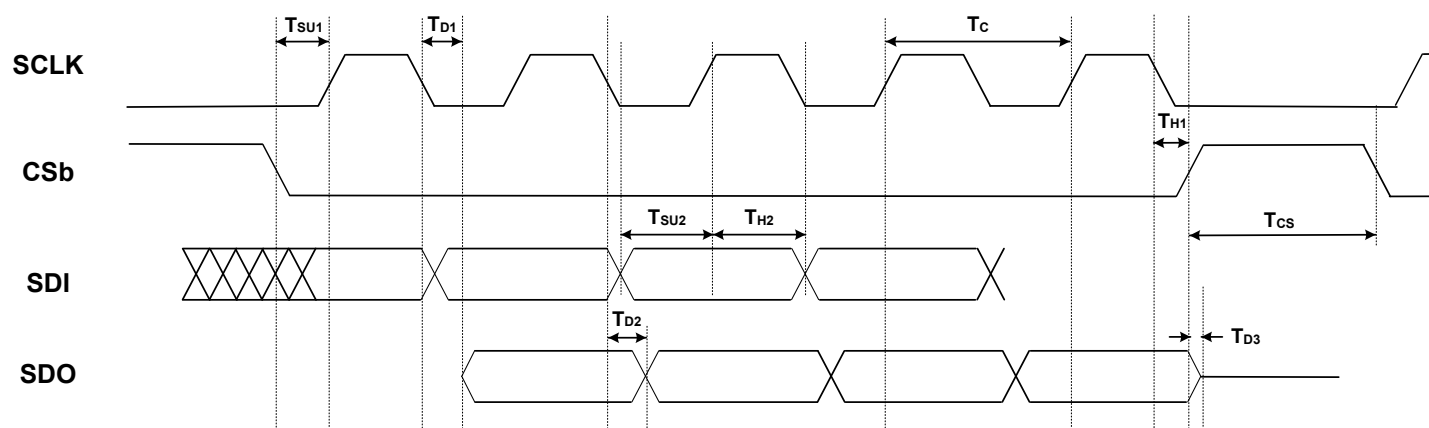 TSU1
TD1
TC
SCLK
TH1
CSb
TSU2
TH2
TCS
SDI
TD2
TD3
SDO